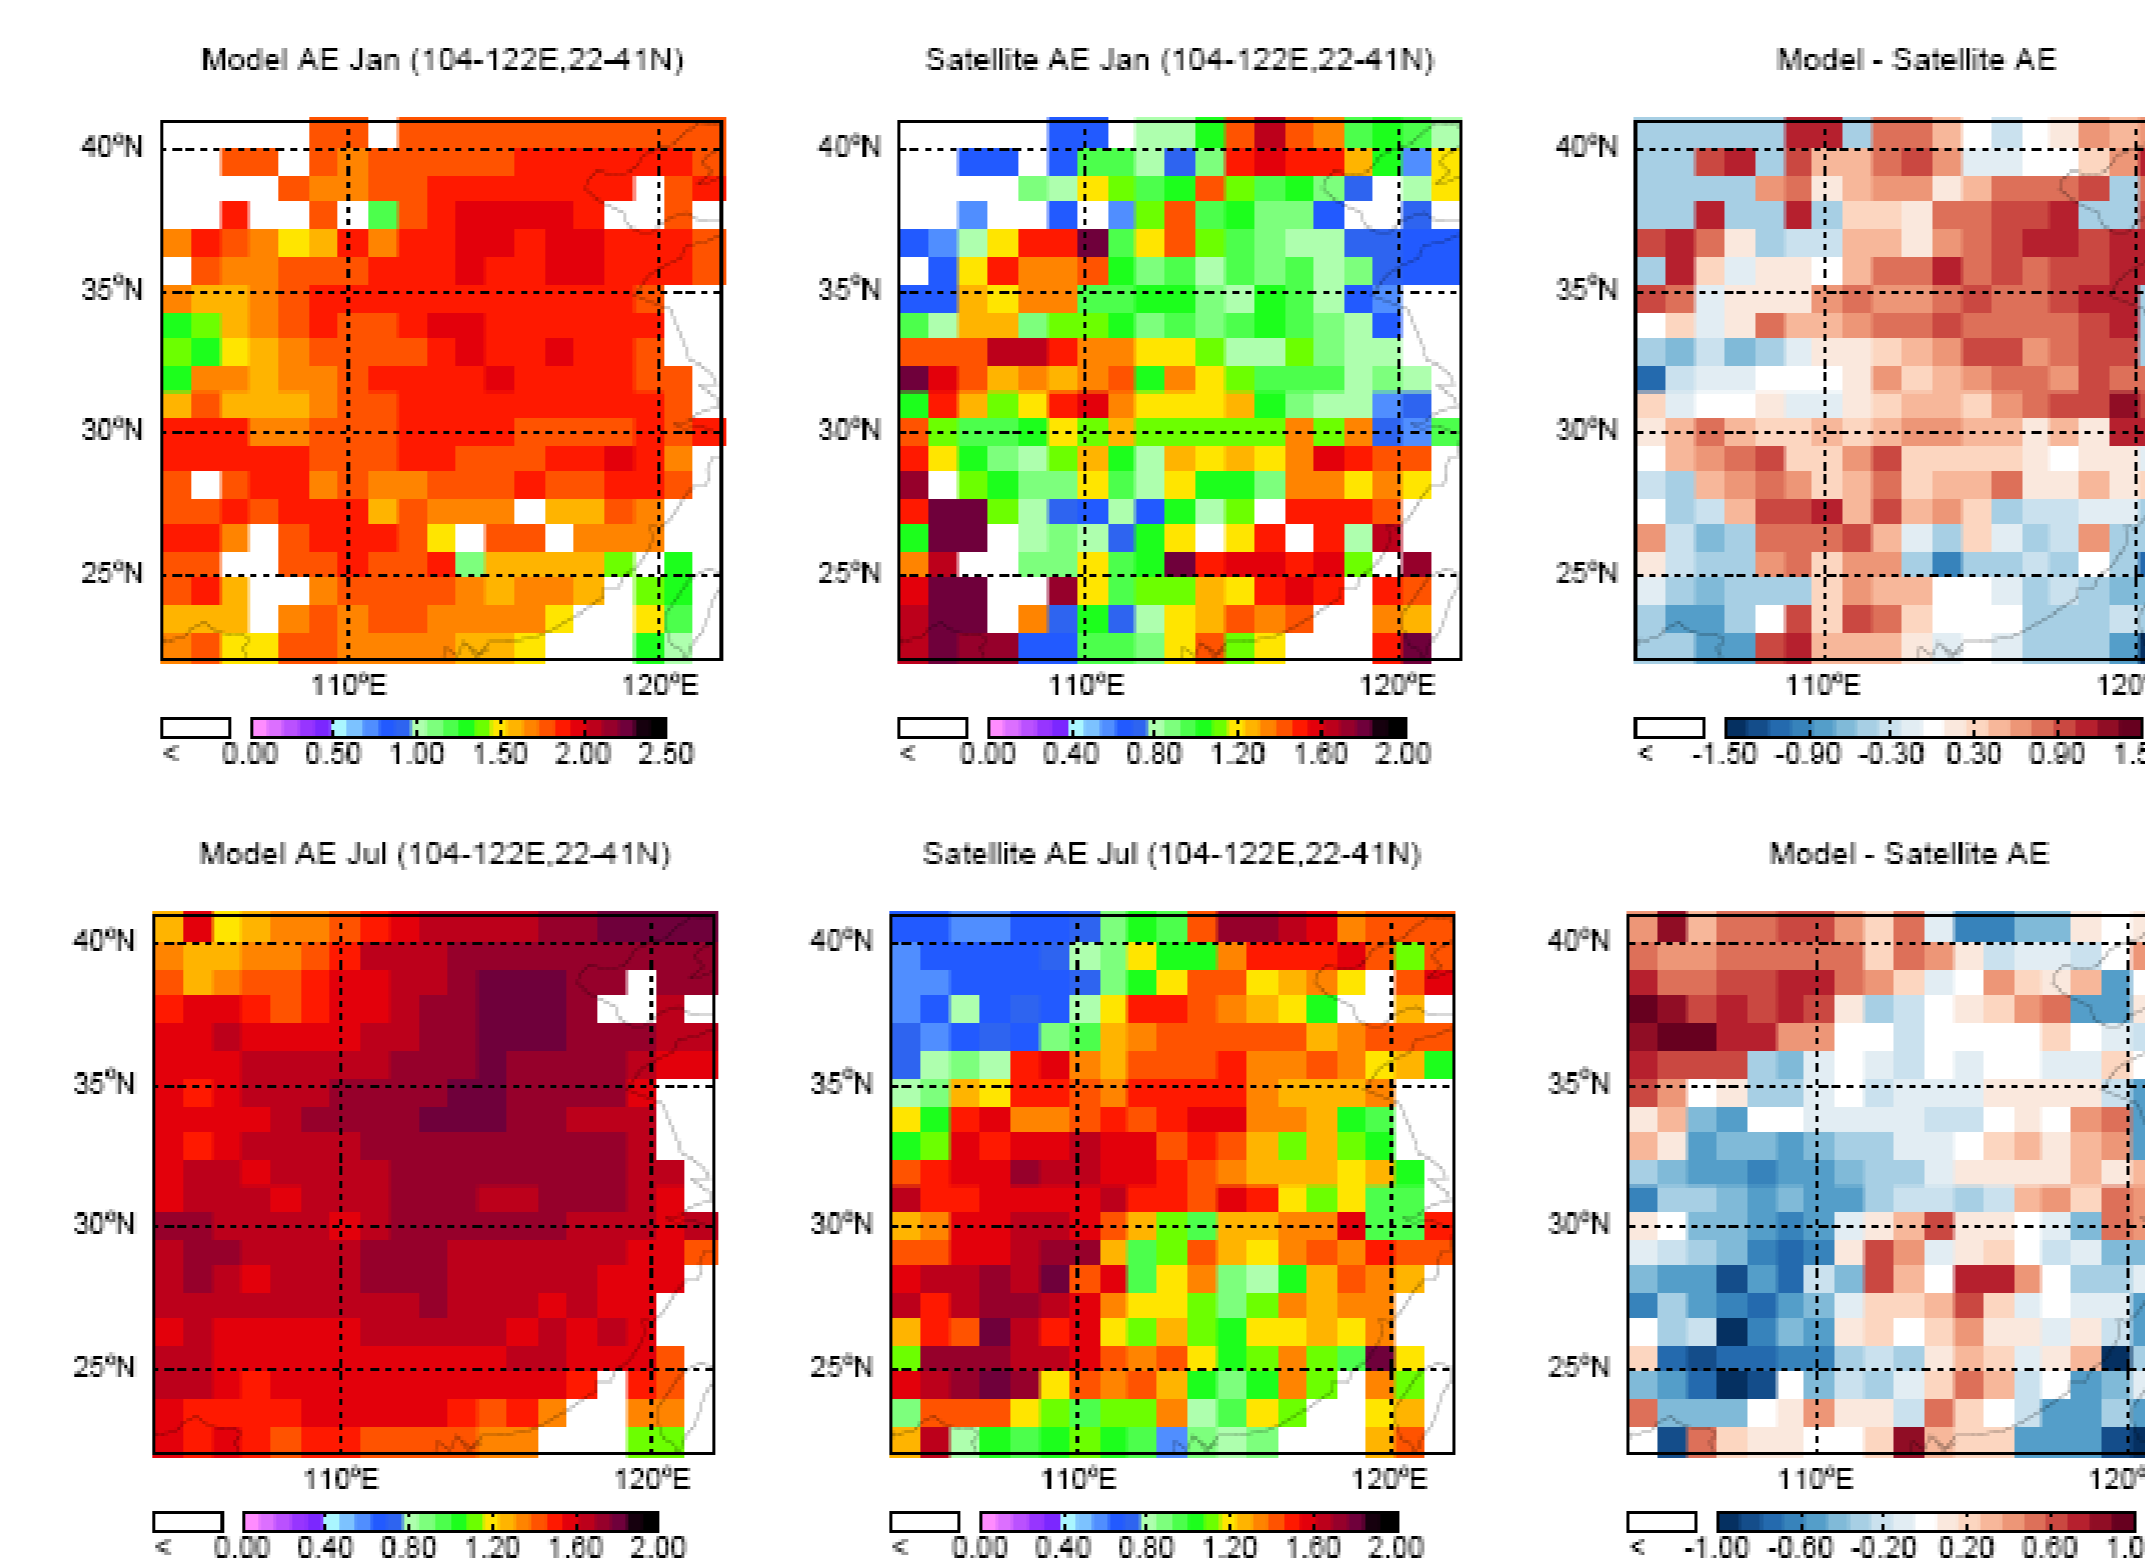 Model AE Jan (104-122E,22-41N) Satellite AE Jan (104-122E,22-41N) Model - Satellite AE
40°N 40°N 40°N
35°N 35°N 35°N
30°N 30°N 30°N
25°N 25°N 25°N
110°E 120°E 110°E 120°E 110°E 120
< 0.00 0.50 1.00 1.50 2.00 2.50 < 0.00 0.40 0.80 1.20 1.60 2.00 < -1.50 -0.90 -0.30 0.30 0.90 1.5
Model AE Jul (104-122E,22-41N) Satellite AE Jul (104-122E,22-41N) Model - Satellite AE
40°N 40°N 40°N
35°N 35°N 35°N
30°N 30°N 30°N
25°N 25°N 25°N
110°E 120°E 110°E 120°E 110°E 120°
< 0.00 0.40 0.80 1.20 1.60 2.00 < 0.00 0.40 0.80 1.20 1.60 2.00 < -1.00 -0.60 -0.20 0.20 0.60 1.0